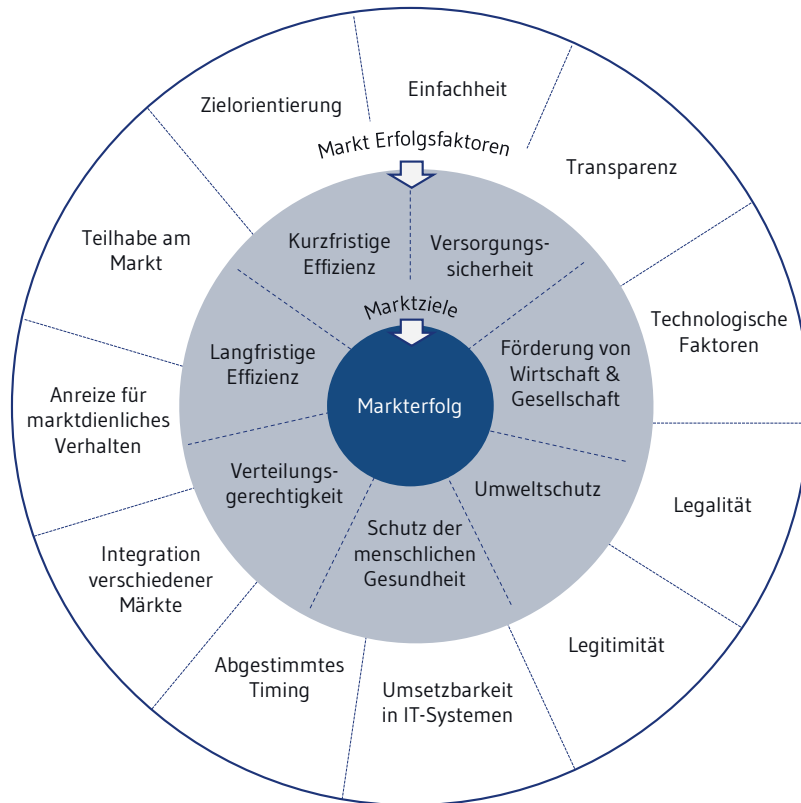 Einfachheit
Zielorientierung
Markt Erfolgsfaktoren
Transparenz
Teilhabe am
Markt
Kurzfristige
Effizienz
Versorgungs-
sicherheit
Marktziele
Technologische
Faktoren
Langfristige
Effizienz
Förderung von
Wirtschaft &
Gesellschaft
Anreize für
marktdienliches
Verhalten
Markterfolg
Verteilungs-
gerechtigkeit
Umweltschutz
Legalität
Schutz der
menschlichen
Gesundheit
Integration
verschiedener
Märkte
Legitimität
Abgestimmtes
Timing
Umsetzbarkeit
in IT-Systemen